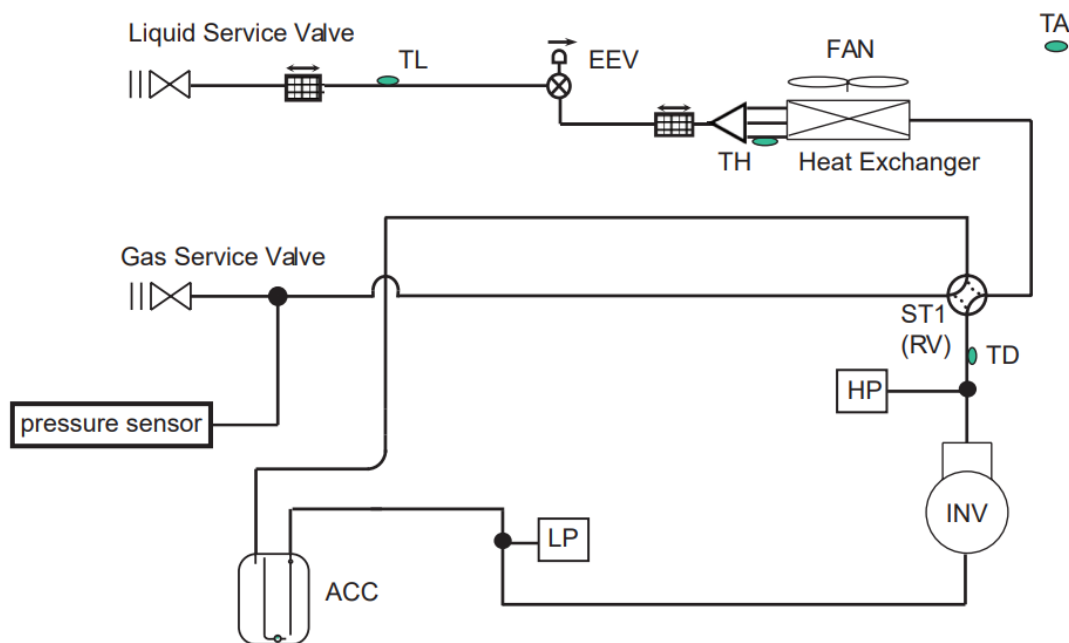 TA
Liquid Service Valve
TL
EEV
FAN
TH
Heat Exchanger
Gas Service Valve
ST1
(RV)
TD
HP
pressure sensor
INV
LP
ACC